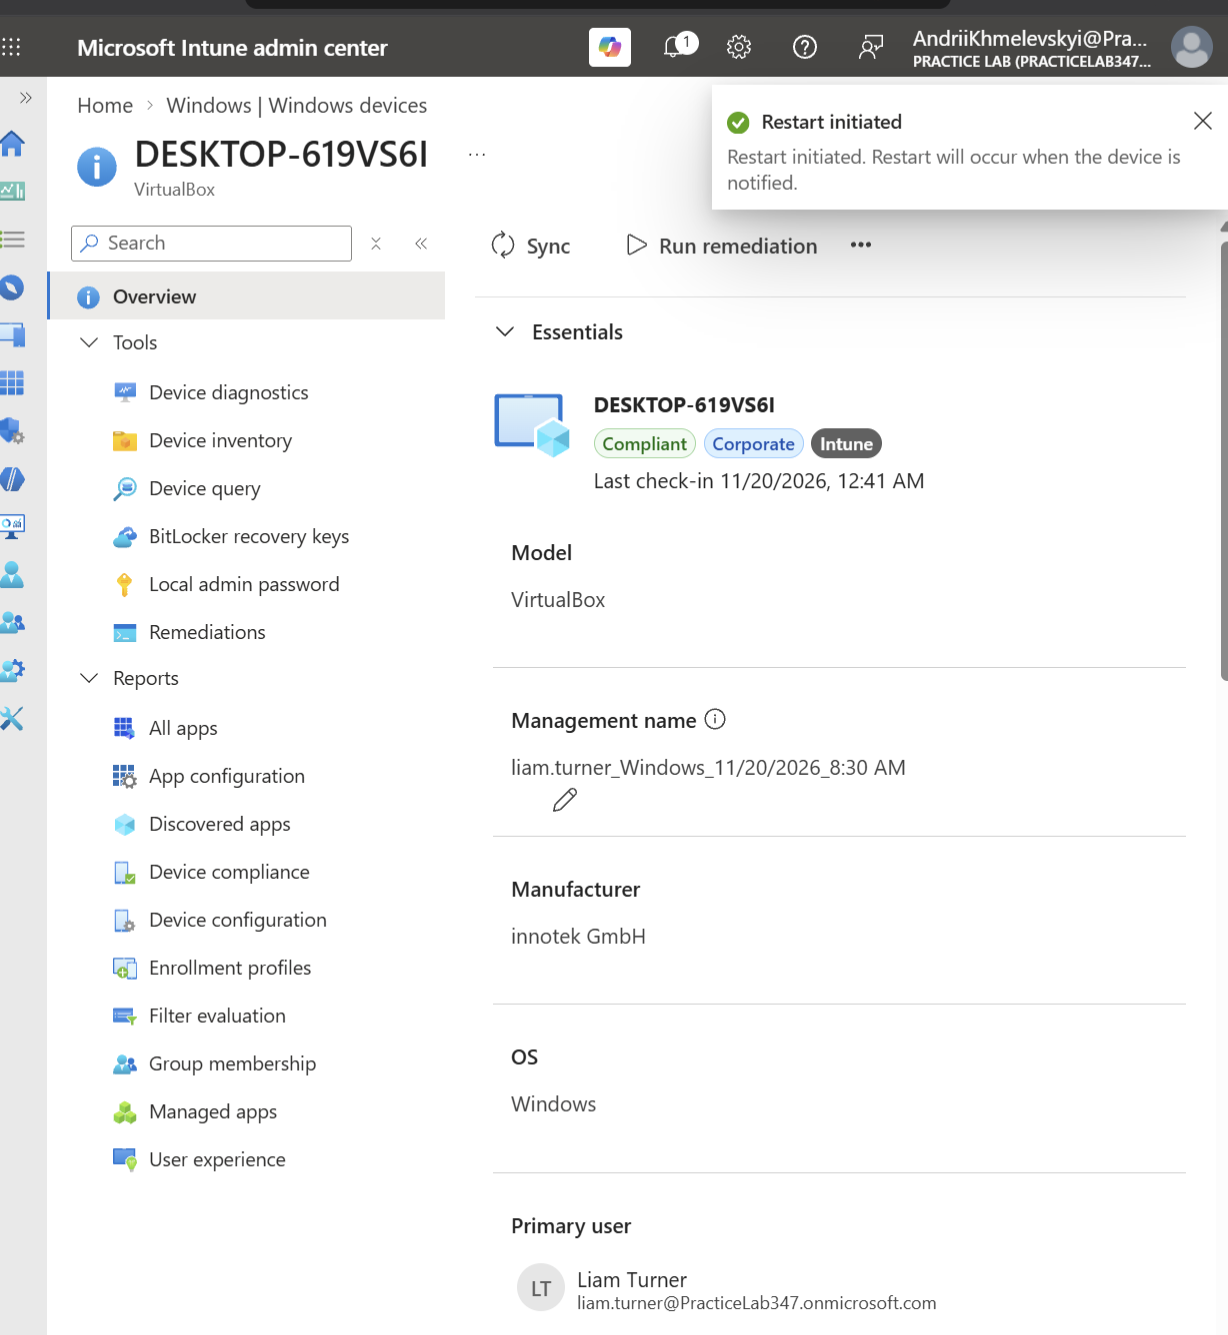 Microsoft Intune admin center
1
AndriiKhmelevskyi@Pra...
PRACTICE LAB (PRACTICELAB347...
Home > Windows | Windows devices
Restart initiated
Restart initiated. Restart will occur when the device is
notified.
DESKTOP-619VS6I
...
VirtualBox
Search
Sync
Run remediation
Overview
Tools
Device diagnostics
Device inventory
Device query
BitLocker recovery keys
Local admin password
Remediations
Reports
All apps
App configuration
Discovered apps
Device compliance
Device configuration
Enrollment profiles
Filter evaluation
Group membership
Managed apps
User experience
Essentials
DESKTOP-619VS6I
Compliant Corporate Intune
Last check-in 11/20/2026, 12:41 AM
Model
VirtualBox
Management name
liam.turner_Windows_11/20/2026_8:30 AM
Manufacturer
innotek GmbH
OS
Windows
Primary user
LT
Liam Turner
liam.turner@PracticeLab347.onmicrosoft.com